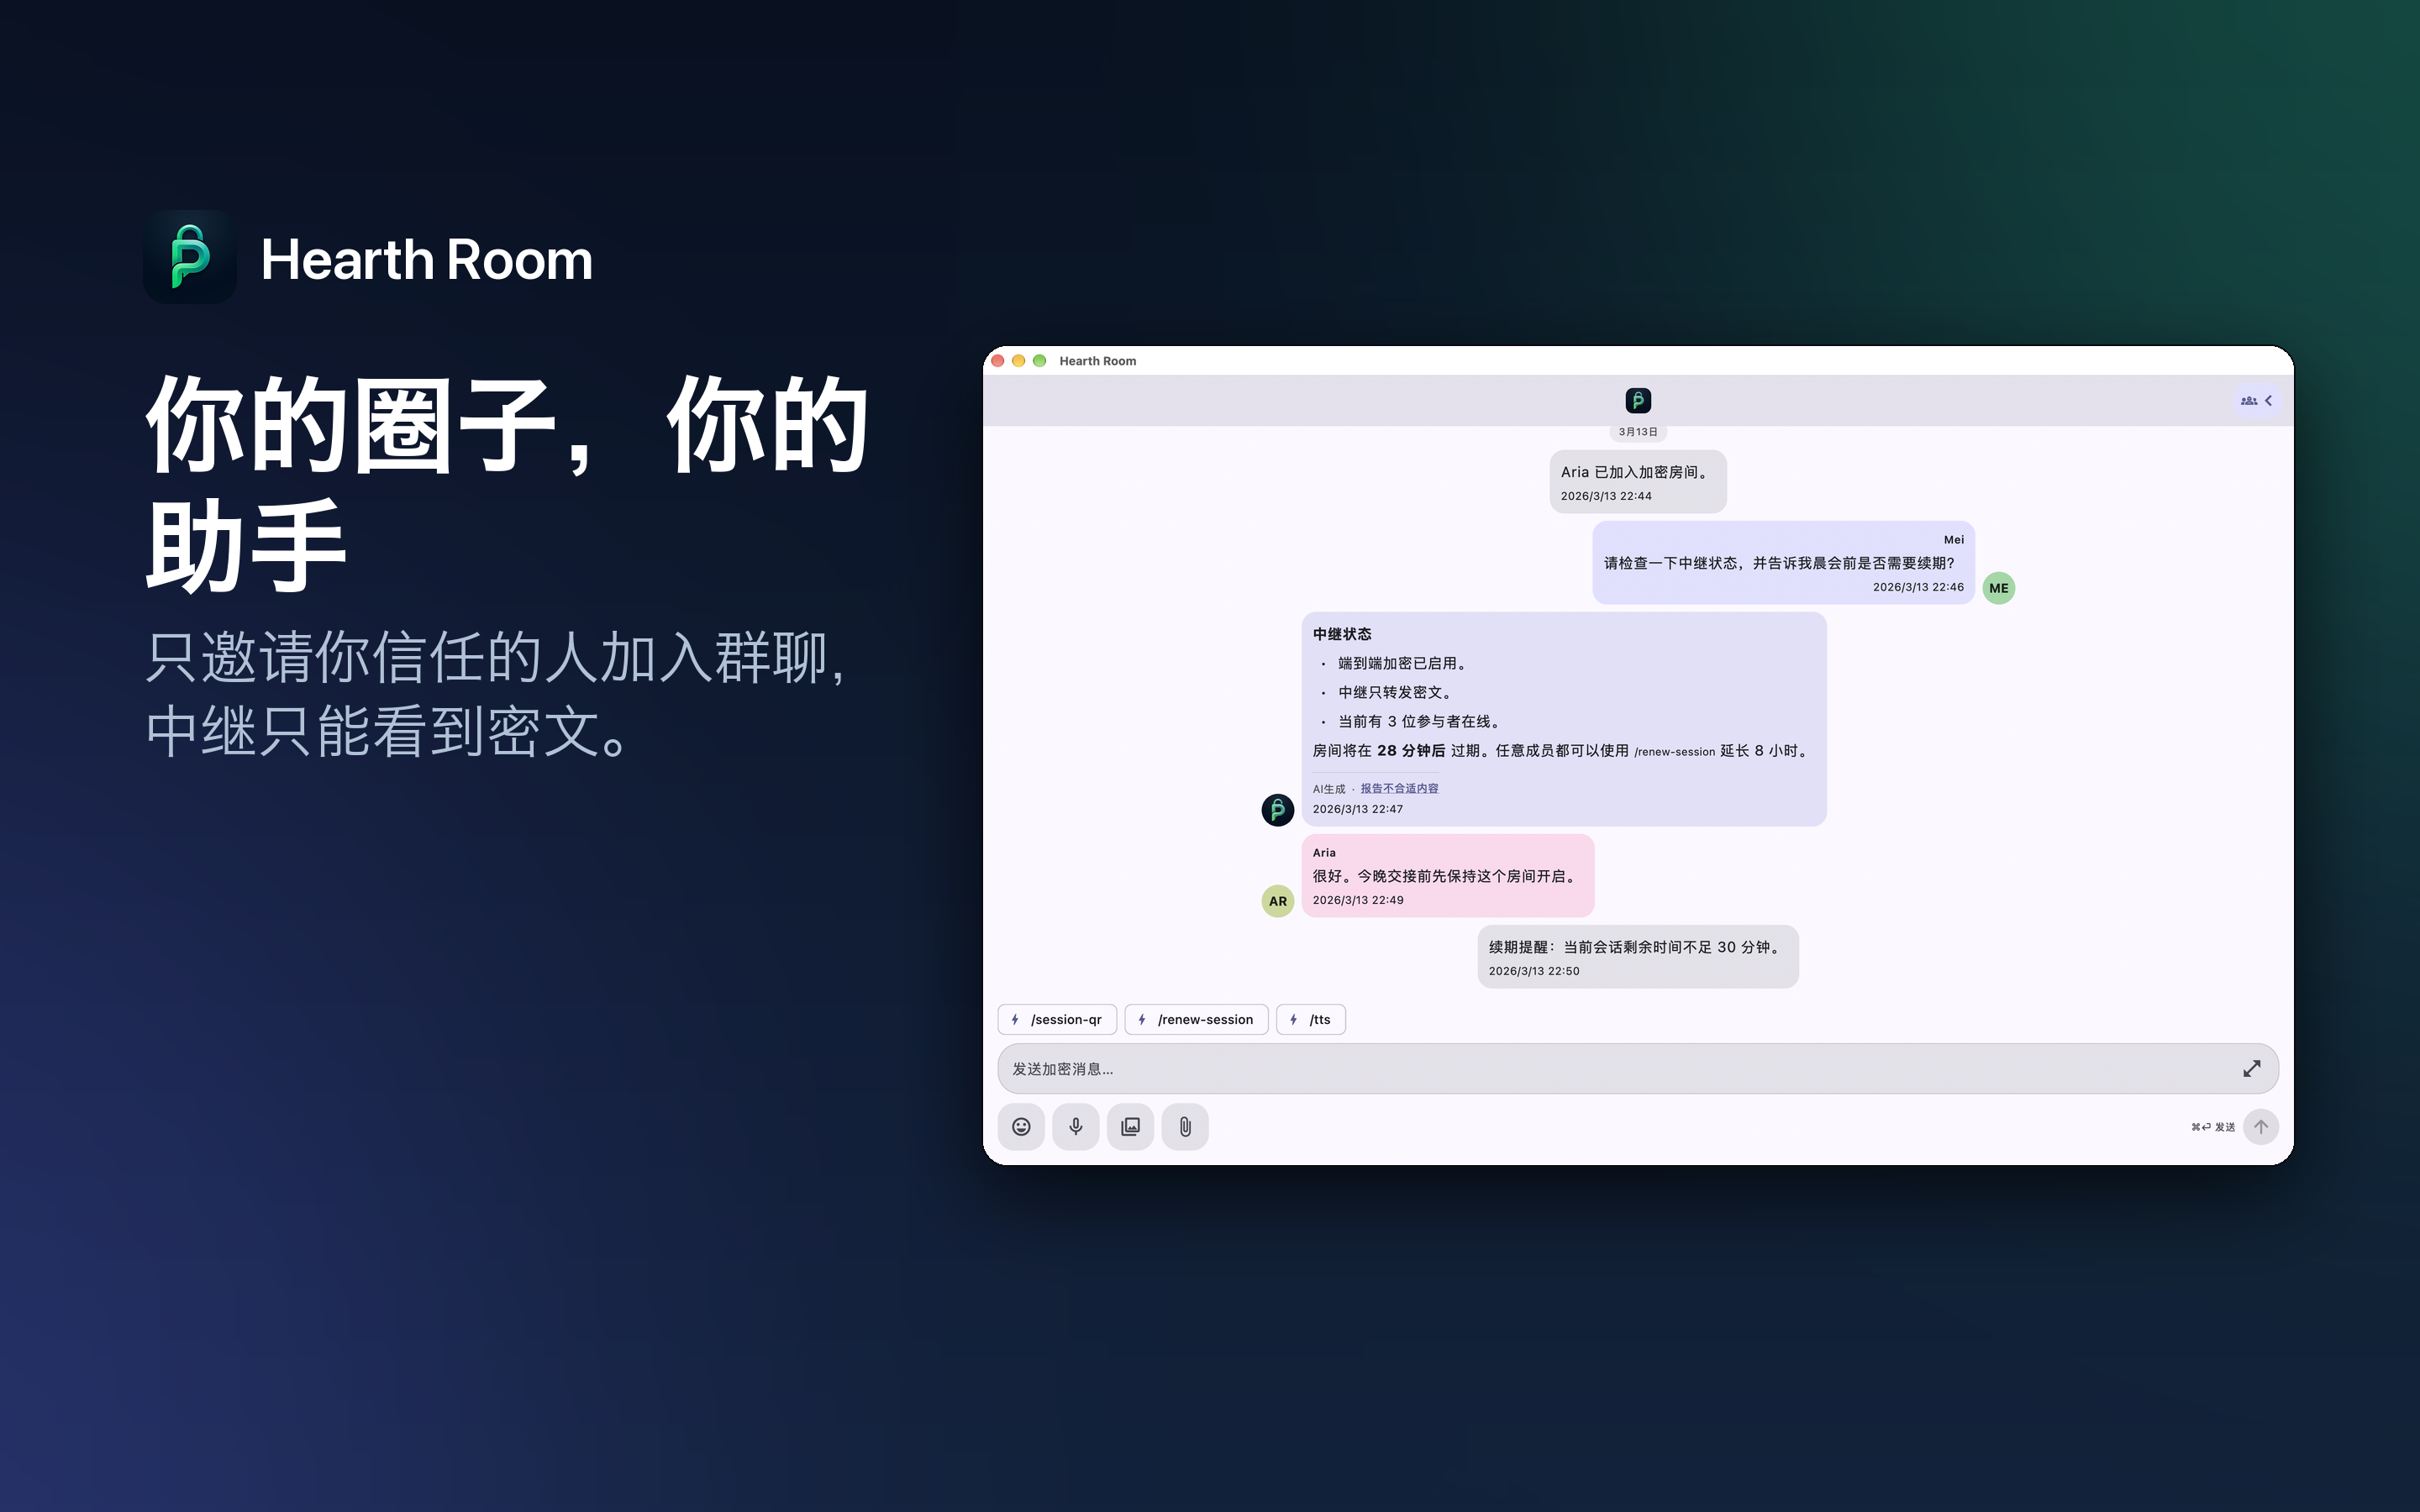 Hearth Room
你的圈子，你的
助手
只邀请你信任的人加入群聊，
中继只能看到密文。
Hearth Room
3月13日
Aria 已加入加密房间。
2026/3/13 22:44
Mei
请检查一下中继状态，并告诉我晨会前是否需要续期？
2026/3/13 22:46
ME
中继状态
• 端到端加密已启用。
• 中继只转发密文。
• 当前有 3 位参与者在线。
房间将在 28 分钟后 过期。任意成员都可以使用 /renew-session 延长 8 小时。
AI生成 · 报告不合适内容
2026/3/13 22:47
Aria
很好。今晚交接前先保持这个房间开启。
2026/3/13 22:49
AR
续期提醒：当前会话剩余时间不足 30 分钟。
2026/3/13 22:50
/session-qr /renew-session /tts
发送加密消息...
⌘⏎ 发送